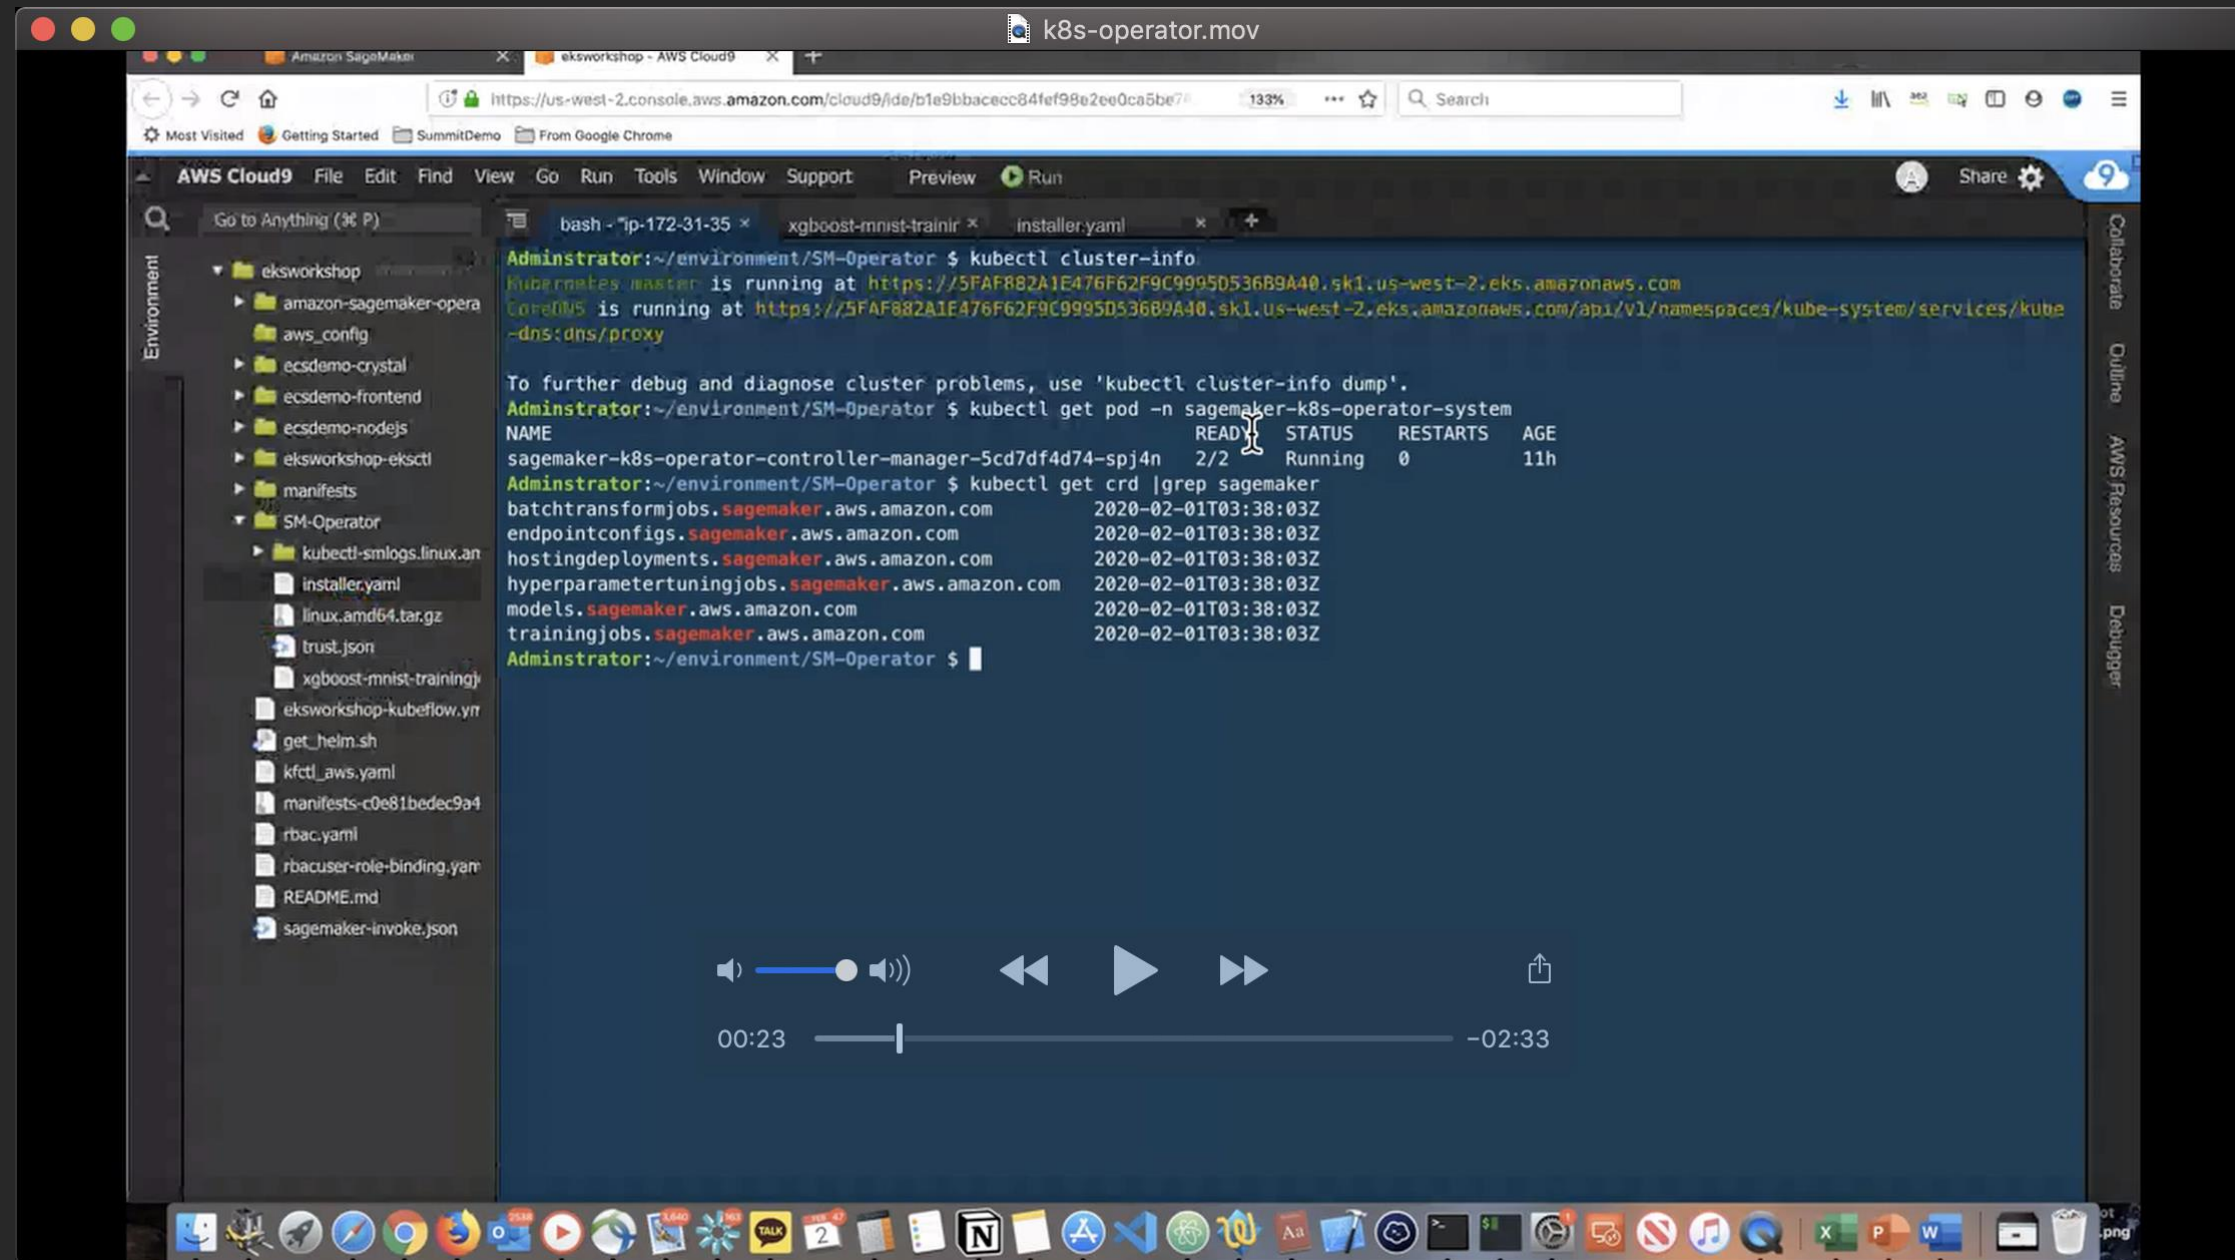 k8s-operator.mov
Amazon SageMaker
eksworkshop - AWS Cloud9
133%
Search
Most Visited Getting Started SummitDemo From Google Chrome
AWS Cloud9 File Edit Find View Go Run Tools Window Support Preview Run Share
Go to Anything (⌘ P)
bash - "ip-172-31-35
xgboost-mnist-trainir
installer.yaml
Environment
eksworkshop
amazon-sagemaker-opera
aws_config
ecsdemo-crystal
ecsdemo-frontend
ecsdemo-nodejs
eksworkshop-eksctl
manifests
SM-Operator
kubectl-smlogs.linux.am
installer.yaml
linux.amd64.tar.gz
trust.json
xgboost-mnist-trainingj
eksworkshop-kubeflow.ym
get_helm.sh
kfctl_aws.yaml
manifests-c0e81bedec9a4
rbac.yaml
rbacuser-role-binding.yam
README.md
sagemaker-invoke.json
Adminstrator:~/environment/SM-Operator $ kubectl cluster-info
Kubernetes master is running at https://5FAF882A1E476F62F9C9995D536B9A40.sk1.us-west-2.eks.amazonaws.com
CoreDNS is running at https://5FAF882A1E476F62F9C9995D536B9A40.sk1.us-west-2.eks.amazonaws.com/api/v1/namespaces/kube-system/services/kube
-dns:dns/proxy
To further debug and diagnose cluster problems, use 'kubectl cluster-info dump'.
Adminstrator:~/environment/SM-Operator $ kubectl get pod -n sagemaker-k8s-operator-system
NAME READY STATUS RESTARTS AGE
sagemaker-k8s-operator-controller-manager-5cd7df4d74-spj4n 2/2 Running 0 11h
Adminstrator:~/environment/SM-Operator $ kubectl get crd |grep sagemaker
batchtransformjobs.sagemaker.aws.amazon.com 2020-02-01T03:38:03Z
endpointconfigs.sagemaker.aws.amazon.com 2020-02-01T03:38:03Z
hostingdeployments.sagemaker.aws.amazon.com 2020-02-01T03:38:03Z
hyperparametertuningjobs.sagemaker.aws.amazon.com 2020-02-01T03:38:03Z
models.sagemaker.aws.amazon.com 2020-02-01T03:38:03Z
trainingjobs.sagemaker.aws.amazon.com 2020-02-01T03:38:03Z
Adminstrator:~/environment/SM-Operator $
Collaborate
Outline
AWS Resources
Debugger
00:23 -02:33
TALK
2
.png